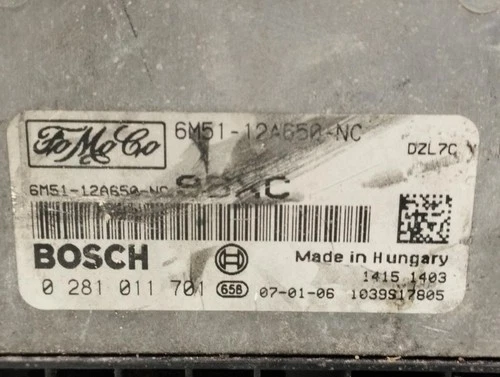 FoMoCo
6M51-12A650-NC
DZL7C
6M51-12A650-NC
BOSCH
Made in Hungary
1415 1403
0 281 011 701
658
07-01-06
1039S17805